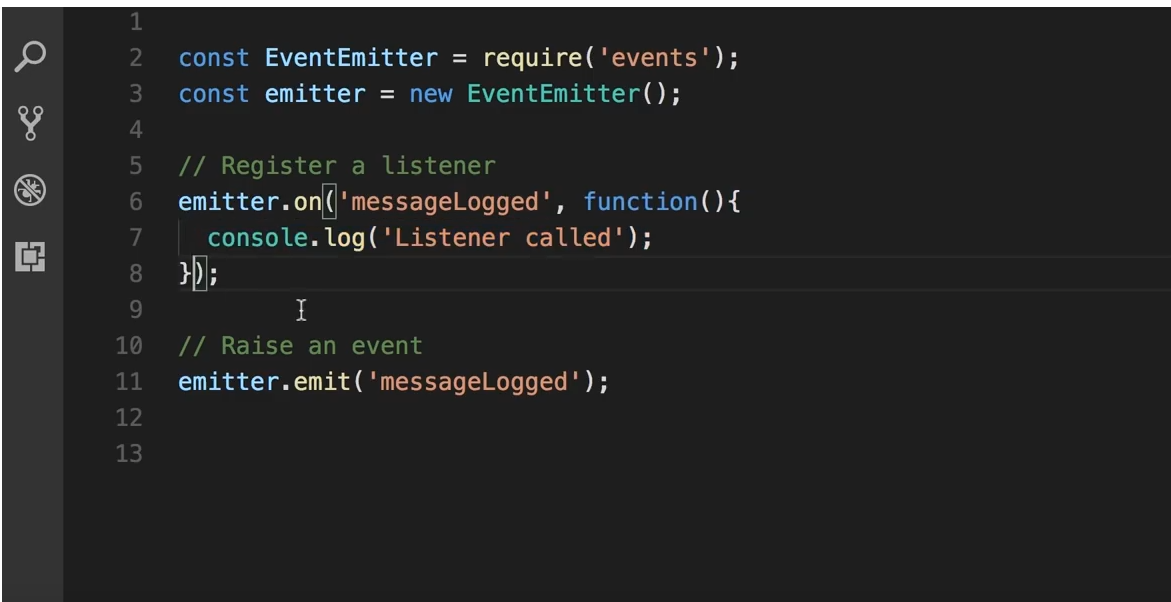 1
2 const EventEmitter = require('events');
3 const emitter = new EventEmitter();
4
5 // Register a listener
6 emitter.on('messageLogged', function(){
7   console.log('Listener called');
8 });
9
10 // Raise an event
11 emitter.emit('messageLogged');
12
13